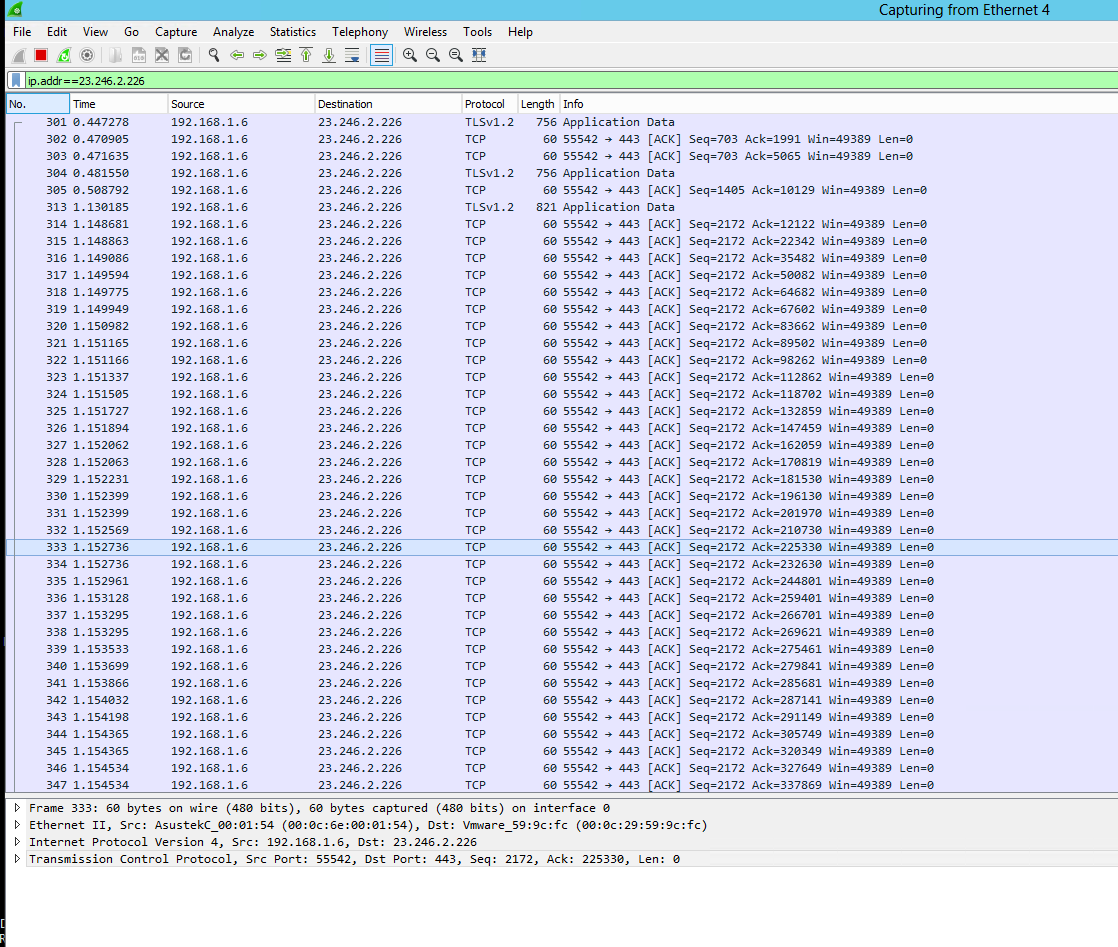 Capturing from Ethernet 4
File Edit View Go Capture Analyze Statistics Telephony Wireless Tools Help
ip.addr==23.246.2.226
No. Time Source Destination Protocol Length Info
301 0.447278 192.168.1.6 23.246.2.226 TLSv1.2 756 Application Data
302 0.470905 192.168.1.6 23.246.2.226 TCP 60 55542 → 443 [ACK] Seq=703 Ack=1991 Win=49389 Len=0
303 0.471635 192.168.1.6 23.246.2.226 TCP 60 55542 → 443 [ACK] Seq=703 Ack=5065 Win=49389 Len=0
304 0.481550 192.168.1.6 23.246.2.226 TLSv1.2 756 Application Data
305 0.508792 192.168.1.6 23.246.2.226 TCP 60 55542 → 443 [ACK] Seq=1405 Ack=10129 Win=49389 Len=0
313 1.130185 192.168.1.6 23.246.2.226 TLSv1.2 821 Application Data
314 1.148681 192.168.1.6 23.246.2.226 TCP 60 55542 → 443 [ACK] Seq=2172 Ack=12122 Win=49389 Len=0
315 1.148863 192.168.1.6 23.246.2.226 TCP 60 55542 → 443 [ACK] Seq=2172 Ack=22342 Win=49389 Len=0
316 1.149086 192.168.1.6 23.246.2.226 TCP 60 55542 → 443 [ACK] Seq=2172 Ack=35482 Win=49389 Len=0
317 1.149594 192.168.1.6 23.246.2.226 TCP 60 55542 → 443 [ACK] Seq=2172 Ack=50082 Win=49389 Len=0
318 1.149775 192.168.1.6 23.246.2.226 TCP 60 55542 → 443 [ACK] Seq=2172 Ack=64682 Win=49389 Len=0
319 1.149949 192.168.1.6 23.246.2.226 TCP 60 55542 → 443 [ACK] Seq=2172 Ack=67602 Win=49389 Len=0
320 1.150982 192.168.1.6 23.246.2.226 TCP 60 55542 → 443 [ACK] Seq=2172 Ack=83662 Win=49389 Len=0
321 1.151165 192.168.1.6 23.246.2.226 TCP 60 55542 → 443 [ACK] Seq=2172 Ack=89502 Win=49389 Len=0
322 1.151166 192.168.1.6 23.246.2.226 TCP 60 55542 → 443 [ACK] Seq=2172 Ack=98262 Win=49389 Len=0
323 1.151337 192.168.1.6 23.246.2.226 TCP 60 55542 → 443 [ACK] Seq=2172 Ack=112862 Win=49389 Len=0
324 1.151505 192.168.1.6 23.246.2.226 TCP 60 55542 → 443 [ACK] Seq=2172 Ack=118702 Win=49389 Len=0
325 1.151727 192.168.1.6 23.246.2.226 TCP 60 55542 → 443 [ACK] Seq=2172 Ack=132859 Win=49389 Len=0
326 1.151894 192.168.1.6 23.246.2.226 TCP 60 55542 → 443 [ACK] Seq=2172 Ack=147459 Win=49389 Len=0
327 1.152062 192.168.1.6 23.246.2.226 TCP 60 55542 → 443 [ACK] Seq=2172 Ack=162059 Win=49389 Len=0
328 1.152063 192.168.1.6 23.246.2.226 TCP 60 55542 → 443 [ACK] Seq=2172 Ack=170819 Win=49389 Len=0
329 1.152231 192.168.1.6 23.246.2.226 TCP 60 55542 → 443 [ACK] Seq=2172 Ack=181530 Win=49389 Len=0
330 1.152399 192.168.1.6 23.246.2.226 TCP 60 55542 → 443 [ACK] Seq=2172 Ack=196130 Win=49389 Len=0
331 1.152399 192.168.1.6 23.246.2.226 TCP 60 55542 → 443 [ACK] Seq=2172 Ack=201970 Win=49389 Len=0
332 1.152569 192.168.1.6 23.246.2.226 TCP 60 55542 → 443 [ACK] Seq=2172 Ack=210730 Win=49389 Len=0
333 1.152736 192.168.1.6 23.246.2.226 TCP 60 55542 → 443 [ACK] Seq=2172 Ack=225330 Win=49389 Len=0
334 1.152736 192.168.1.6 23.246.2.226 TCP 60 55542 → 443 [ACK] Seq=2172 Ack=232630 Win=49389 Len=0
335 1.152961 192.168.1.6 23.246.2.226 TCP 60 55542 → 443 [ACK] Seq=2172 Ack=244801 Win=49389 Len=0
336 1.153128 192.168.1.6 23.246.2.226 TCP 60 55542 → 443 [ACK] Seq=2172 Ack=259401 Win=49389 Len=0
337 1.153295 192.168.1.6 23.246.2.226 TCP 60 55542 → 443 [ACK] Seq=2172 Ack=266701 Win=49389 Len=0
338 1.153295 192.168.1.6 23.246.2.226 TCP 60 55542 → 443 [ACK] Seq=2172 Ack=269621 Win=49389 Len=0
339 1.153533 192.168.1.6 23.246.2.226 TCP 60 55542 → 443 [ACK] Seq=2172 Ack=275461 Win=49389 Len=0
340 1.153699 192.168.1.6 23.246.2.226 TCP 60 55542 → 443 [ACK] Seq=2172 Ack=279841 Win=49389 Len=0
341 1.153866 192.168.1.6 23.246.2.226 TCP 60 55542 → 443 [ACK] Seq=2172 Ack=285681 Win=49389 Len=0
342 1.154032 192.168.1.6 23.246.2.226 TCP 60 55542 → 443 [ACK] Seq=2172 Ack=287141 Win=49389 Len=0
343 1.154198 192.168.1.6 23.246.2.226 TCP 60 55542 → 443 [ACK] Seq=2172 Ack=291149 Win=49389 Len=0
344 1.154365 192.168.1.6 23.246.2.226 TCP 60 55542 → 443 [ACK] Seq=2172 Ack=305749 Win=49389 Len=0
345 1.154365 192.168.1.6 23.246.2.226 TCP 60 55542 → 443 [ACK] Seq=2172 Ack=320349 Win=49389 Len=0
346 1.154534 192.168.1.6 23.246.2.226 TCP 60 55542 → 443 [ACK] Seq=2172 Ack=327649 Win=49389 Len=0
347 1.154534 192.168.1.6 23.246.2.226 TCP 60 55542 → 443 [ACK] Seq=2172 Ack=337869 Win=49389 Len=0
Frame 333: 60 bytes on wire (480 bits), 60 bytes captured (480 bits) on interface 0
Ethernet II, Src: AsustekC_00:01:54 (00:0c:6e:00:01:54), Dst: Vmware_59:9c:fc (00:0c:29:59:9c:fc)
Internet Protocol Version 4, Src: 192.168.1.6, Dst: 23.246.2.226
Transmission Control Protocol, Src Port: 55542, Dst Port: 443, Seq: 2172, Ack: 225330, Len: 0